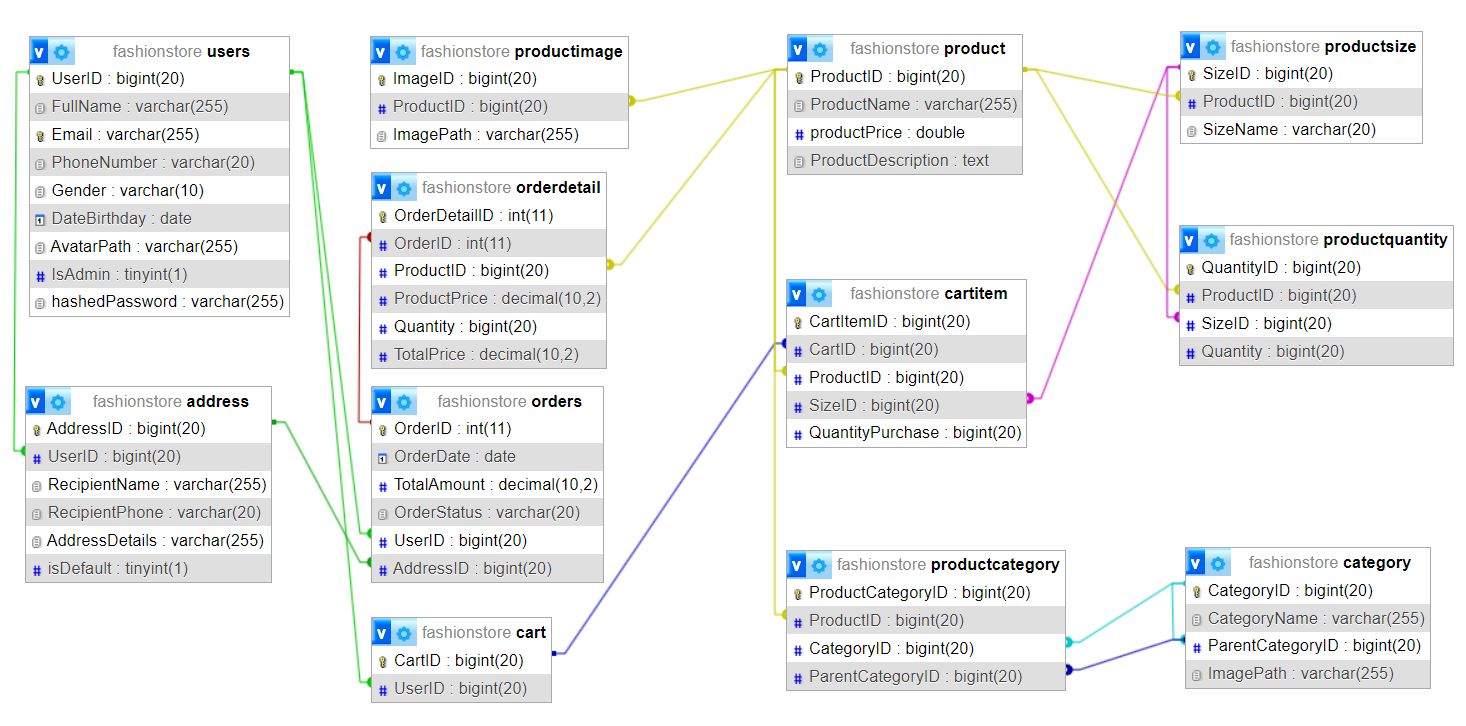 fashionstore users
UserID : bigint(20)
FullName : varchar(255)
Email : varchar(255)
PhoneNumber : varchar(20)
Gender : varchar(10)
DateBirthday : date
AvatarPath : varchar(255)
IsAdmin : tinyint(1)
hashedPassword : varchar(255)
fashionstore address
AddressID : bigint(20)
UserID : bigint(20)
RecipientName : varchar(255)
RecipientPhone : varchar(20)
AddressDetails : varchar(255)
isDefault : tinyint(1)
fashionstore productimage
ImageID : bigint(20)
ProductID : bigint(20)
ImagePath : varchar(255)
fashionstore orderdetail
OrderDetailID : int(11)
OrderID : int(11)
ProductID : bigint(20)
ProductPrice : decimal(10,2)
Quantity : bigint(20)
TotalPrice : decimal(10,2)
fashionstore orders
OrderID : int(11)
OrderDate : date
TotalAmount : decimal(10,2)
OrderStatus : varchar(20)
UserID : bigint(20)
AddressID : bigint(20)
fashionstore cart
CartID : bigint(20)
UserID : bigint(20)
fashionstore product
ProductID : bigint(20)
ProductName : varchar(255)
productPrice : double
ProductDescription : text
fashionstore cartitem
CartItemID : bigint(20)
CartID : bigint(20)
ProductID : bigint(20)
SizeID : bigint(20)
QuantityPurchase : bigint(20)
fashionstore productcategory
ProductCategoryID : bigint(20)
ProductID : bigint(20)
CategoryID : bigint(20)
ParentCategoryID : bigint(20)
fashionstore productsize
SizeID : bigint(20)
ProductID : bigint(20)
SizeName : varchar(20)
fashionstore productquantity
QuantityID : bigint(20)
ProductID : bigint(20)
SizeID : bigint(20)
Quantity : bigint(20)
fashionstore category
CategoryID : bigint(20)
CategoryName : varchar(255)
ParentCategoryID : bigint(20)
ImagePath : varchar(255)